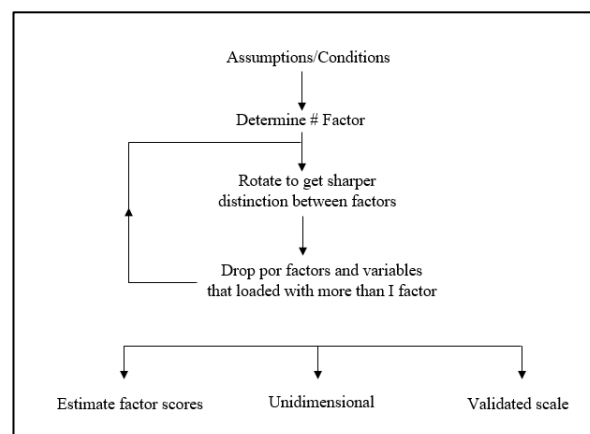 Assumptions/Conditions
Determine # Factor
Rotate to get sharper
distinction between factors
Drop por factors and variables
that loaded with more than I factor
Estimate factor scores
Unidimensional
Validated scale